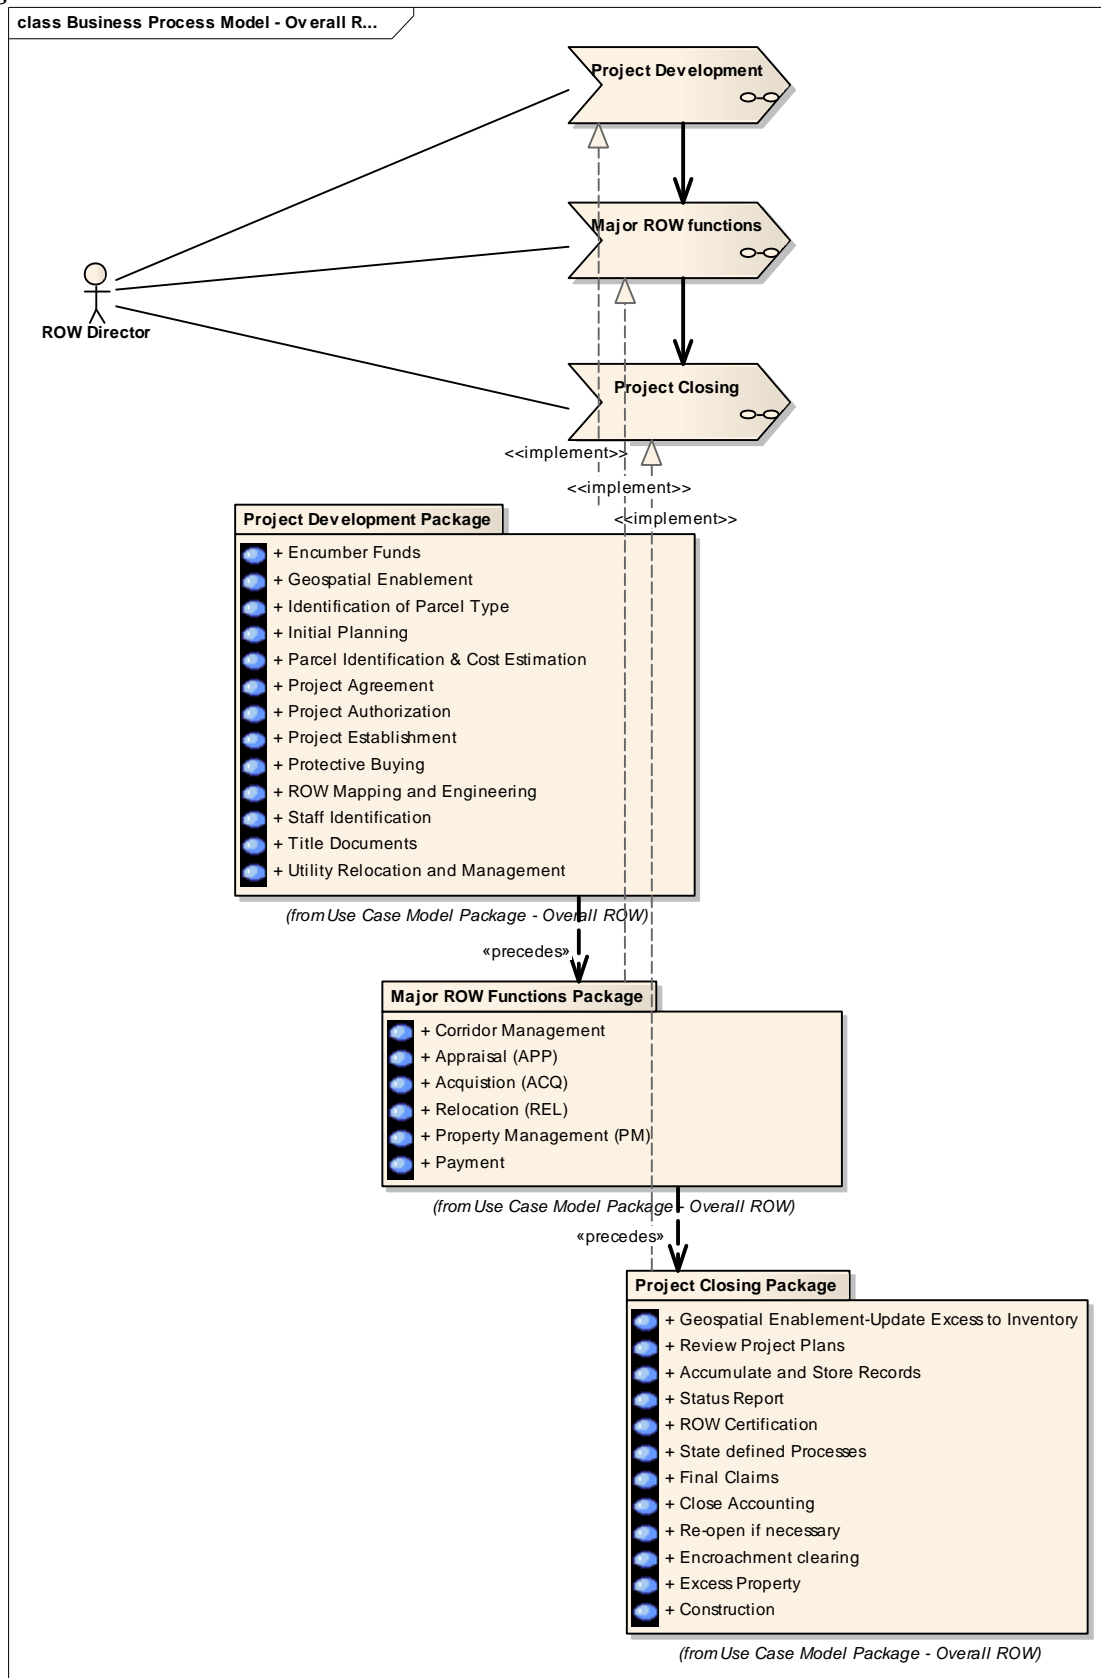 class Business Process Model - Overall R...
Project Development
Major ROW functions
ROW Director
Project Closing
<<implement>>
<<implement>>
<<implement>>
Project Development Package
+ Encumber Funds
+ Geospatial Enablement
+ Identification of Parcel Type
+ Initial Planning
+ Parcel Identification & Cost Estimation
+ Project Agreement
+ Project Authorization
+ Project Establishment
+ Protective Buying
+ ROW Mapping and Engineering
+ Staff Identification
+ Title Documents
+ Utility Relocation and Management
(from Use Case Model Package - Overall ROW)
«precedes»
Major ROW Functions Package
+ Corridor Management
+ Appraisal (APP)
+ Acquistion (ACQ)
+ Relocation (REL)
+ Property Management (PM)
+ Payment
(from Use Case Model Package - Overall ROW)
«precedes»
Project Closing Package
+ Geospatial Enablement-Update Excess to Inventory
+ Review Project Plans
+ Accumulate and Store Records
+ Status Report
+ ROW Certification
+ State defined Processes
+ Final Claims
+ Close Accounting
+ Re-open if necessary
+ Encroachment clearing
+ Excess Property
+ Construction
(from Use Case Model Package - Overall ROW)